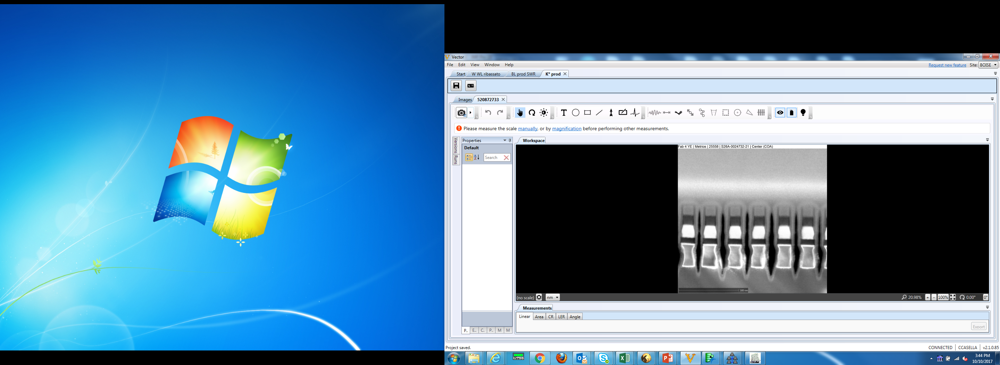 Vector
File Edit View Window Help
Request new feature Site: BOISE
Start W WL ribassato BL prod SWR K* prod
Images 520872733
Please measure the scale manually, or by magnification before performing other measurements.
Versions
Runs
Properties
Workspace
Default
Search
Fab 4 YE | Metrios | 25558 | S26A-0024732-21 | Center (COA)
100 nm
(no scale) nm
20.98% + - 100% 0.00° 0°
Measurements
Linear Area CR LER Angle
Export
P.. E.. C. P.. M M
Project saved.
CONNECTED CCASELLA v2.1.0.85
3:44 PM
10/10/2017